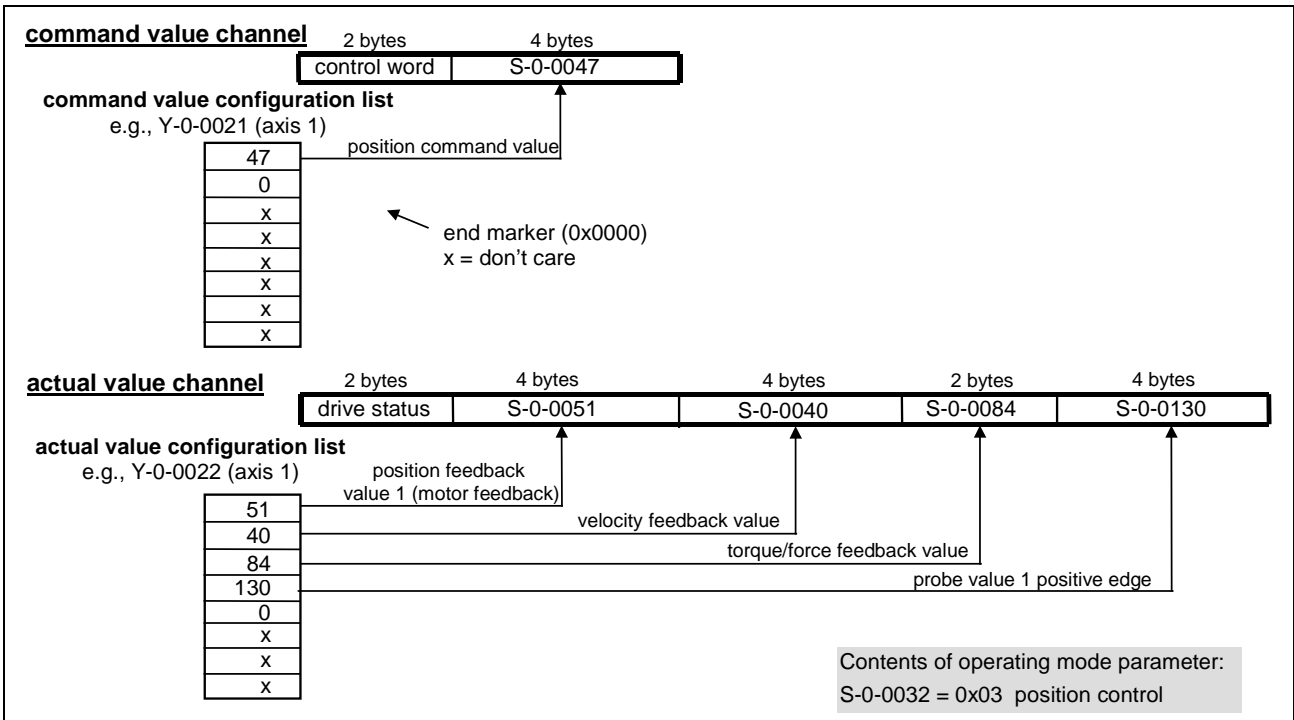 command value channel
2 bytes 4 bytes
control word S-0-0047
command value configuration list
e.g., Y-0-0021 (axis 1)
position command value
47
0
x
x
x
x
x
x
end marker (0x0000)
x = don't care
actual value channel
2 bytes 4 bytes 4 bytes 2 bytes 4 bytes
drive status S-0-0051 S-0-0040 S-0-0084 S-0-0130
actual value configuration list
e.g., Y-0-0022 (axis 1)
position feedback
value 1 (motor feedback)
velocity feedback value
torque/force feedback value
probe value 1 positive edge
51
40
84
130
0
x
x
x
Contents of operating mode parameter:
S-0-0032 = 0x03 position control